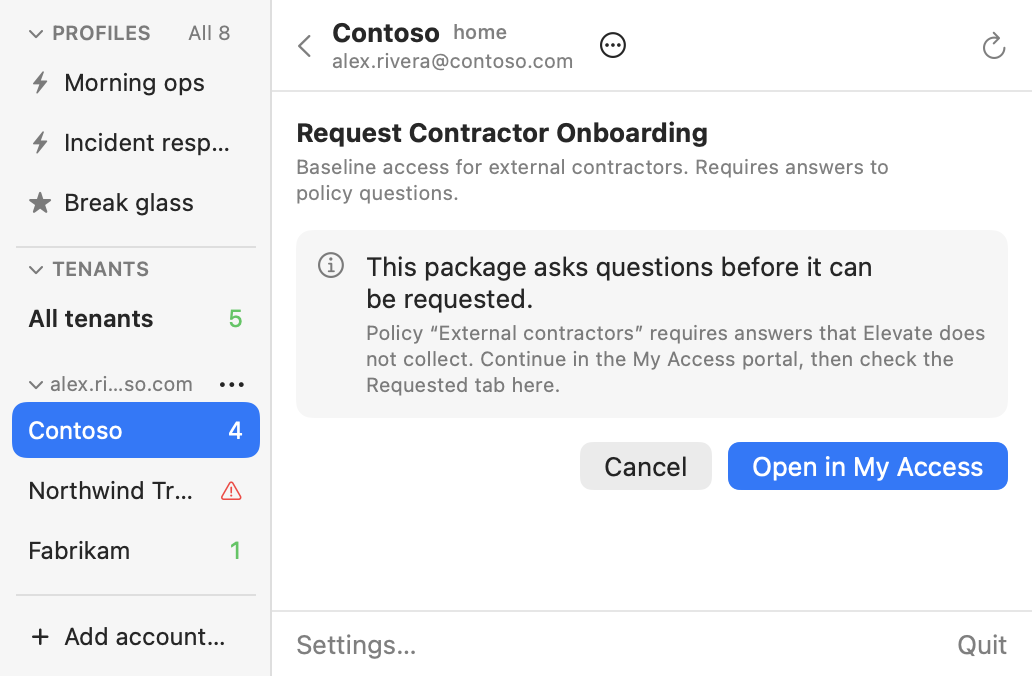 PROFILES All 8
Morning ops
Incident resp...
Break glass
TENANTS
All tenants 5
alex.ri...so.com
Contoso 4
Northwind Tr...
Fabrikam 1
+ Add account...
Contoso home
alex.rivera@contoso.com
Request Contractor Onboarding
Baseline access for external contractors. Requires answers to
policy questions.
This package asks questions before it can
be requested.
Policy “External contractors” requires answers that Elevate does
not collect. Continue in the My Access portal, then check the
Requested tab here.
Cancel Open in My Access
Settings... Quit